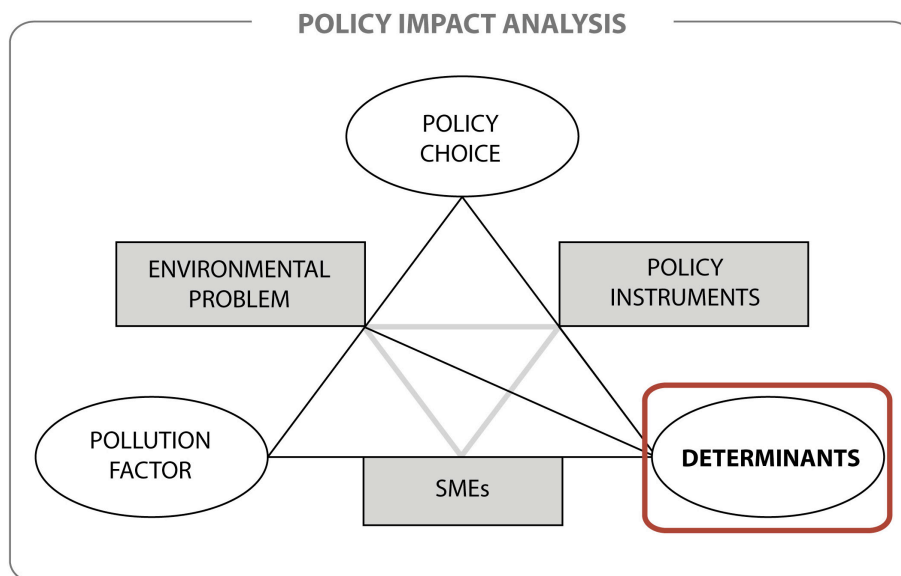 POLICY IMPACT ANALYSIS
POLICY
CHOICE
ENVIRONMENTAL
PROBLEM
POLICY
INSTRUMENTS
POLLUTION
FACTOR
SMEs
DETERMINANTS